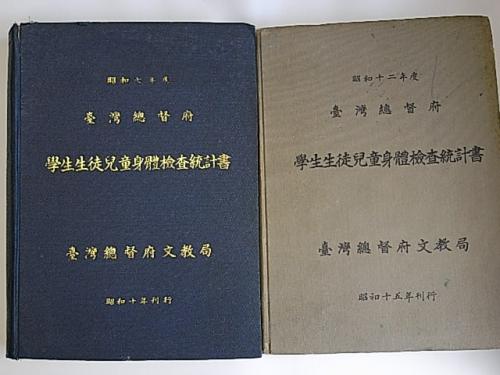 昭和七年度
臺灣總督府
學生生徒兒童身體檢查統計書
臺灣總督府文教局
昭和十年刊行
昭和十二年度
臺灣總督府
學生生徒兒童身體檢查統計書
臺灣總督府文教局
昭和十五年刊行